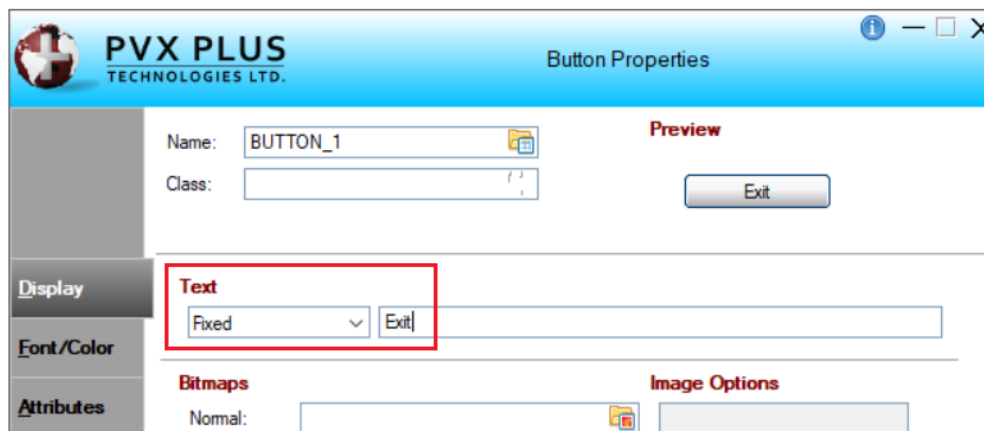 PVX PLUS
TECHNOLOGIES LTD.
Button Properties
Name: BUTTON_1
Preview
Class:
Exit
Display
Text
Fixed Exit
Font/Color
Bitmaps Image Options
Attributes
Normal: